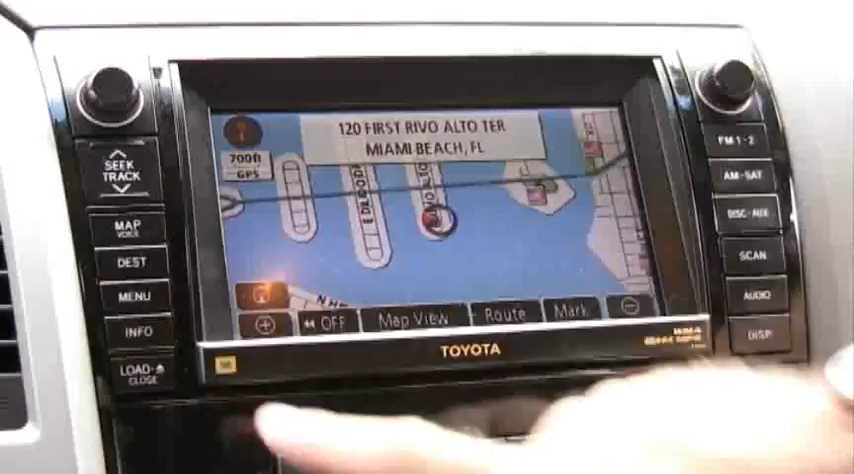 120 FIRST RIVO ALTO TER
MIAMI BEACH, FL
700ft
GPS
OFF
Map View
Route
Mark
TOYOTA
WMA
SEEK
TRACK
MAP
VOICE
DEST
MENU
INFO
LOAD
CLOSE
FM 1-2
AM-SAT
DISC-AUX
SCAN
AUDIO
DISP